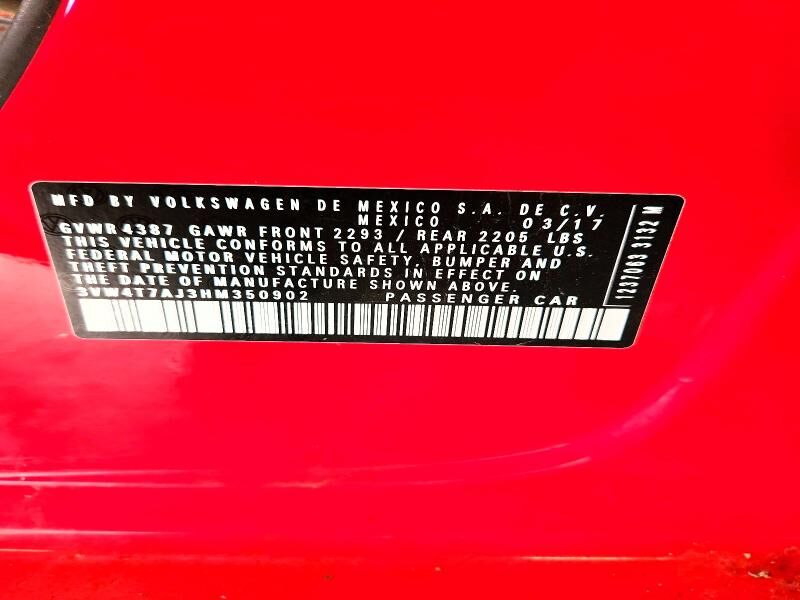 MFD BY VOLKSWAGEN DE MEXICO S.A. DE C.V.
MEXICO 03/17
GVWR 4387 GAWR FRONT 2293 / REAR 2205 LBS
THIS VEHICLE CONFORMS TO ALL APPLICABLE U.S.
FEDERAL MOTOR VEHICLE SAFETY, BUMPER AND
THEFT PREVENTION STANDARDS IN EFFECT ON
THE DATE OF MANUFACTURE SHOWN ABOVE.
3VW4T7AJ3HM350902 PASSENGER CAR
1237063 3132 M